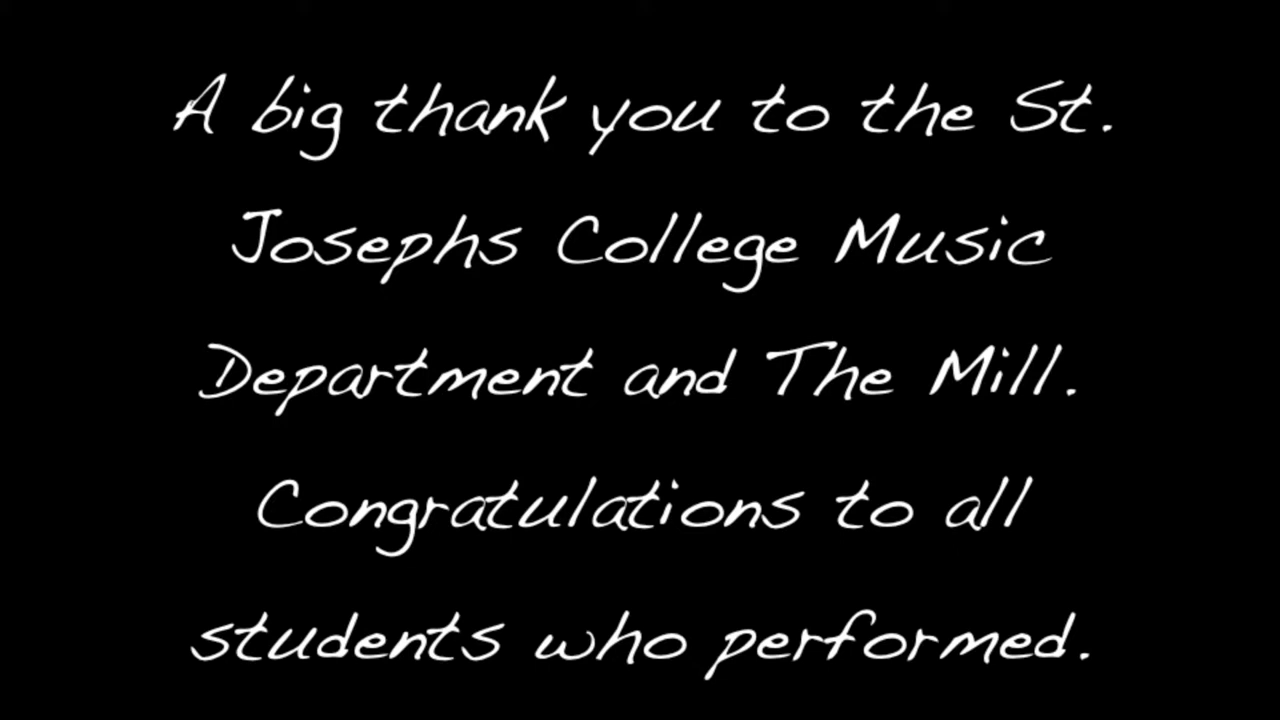 A big thank you to the St.
Josephs College Music
Department and The Mill.
Congratulations to all
students who performed.